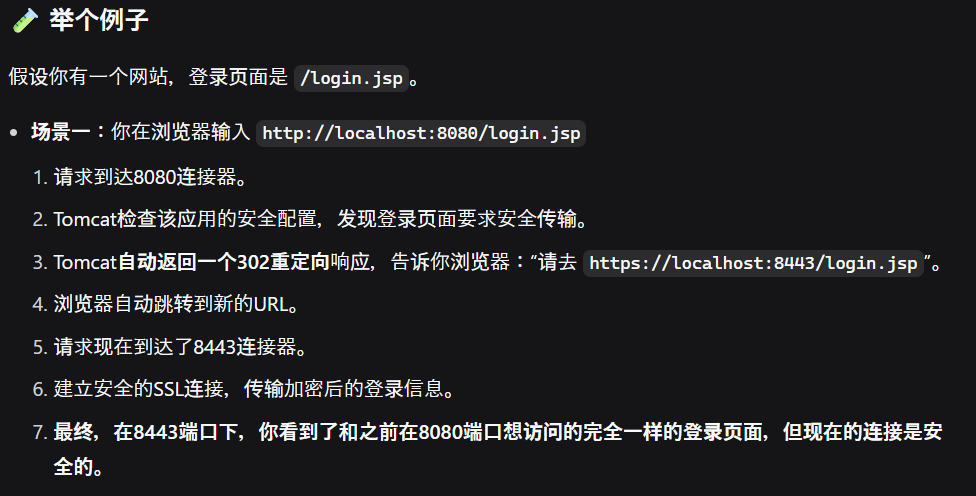 🧪 举个例子
假设你有一个网站，登录页面是 /login.jsp。
• 场景一：你在浏览器输入 http://localhost:8080/login.jsp
1. 请求到达8080连接器。
2. Tomcat检查该应用的安全配置，发现登录页面要求安全传输。
3. Tomcat自动返回一个302重定向响应，告诉你浏览器：“请去 https://localhost:8443/login.jsp”。
4. 浏览器自动跳转到新的URL。
5. 请求现在到达了8443连接器。
6. 建立安全的SSL连接，传输加密后的登录信息。
7. 最终，在8443端口下，你看到了和之前在8080端口想访问的完全一样的登录页面，但现在的连接是安
全的。